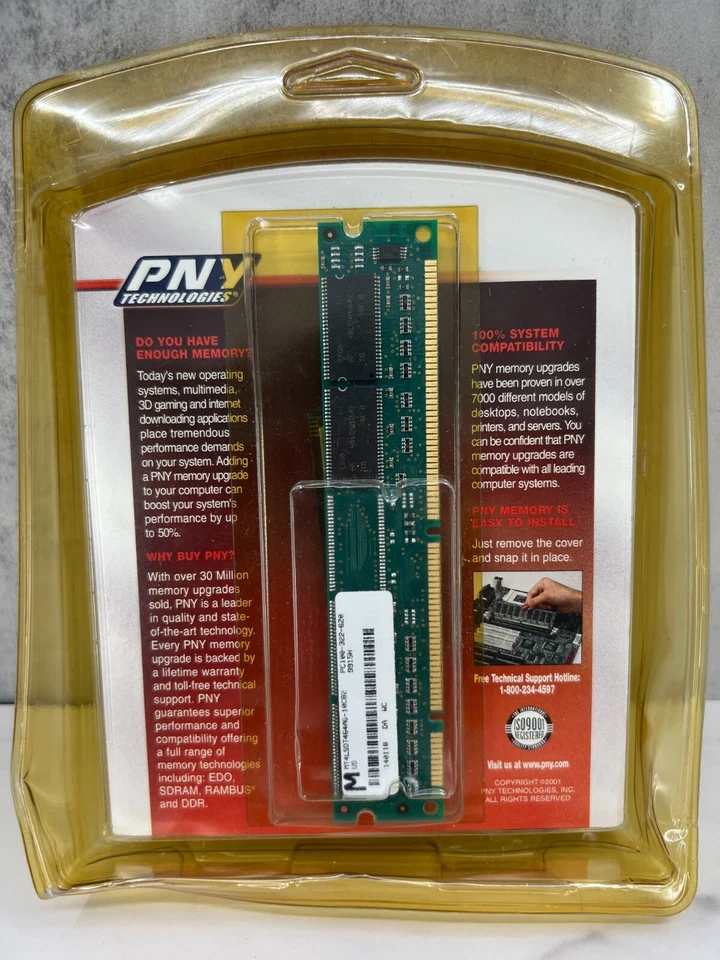 PNY
TECHNOLOGIES®
DO YOU HAVE
ENOUGH MEMORY?
Today's new operating
systems, multimedia,
3D gaming and internet
downloading applications
place tremendous
performance demands
on your system. Adding
a PNY memory upgrade
to your computer can
boost your system's
performance by up
to 50%.
WHY BUY PNY?
With over 30 Million
memory upgrades
sold, PNY is a leader
in quality and state-
of-the-art technology.
Every PNY memory
upgrade is backed by
a lifetime warranty
and toll-free technical
support. PNY
guarantees superior
performance and
compatibility offering
a full range of
memory technologies
including: EDO,
SDRAM, RAMBUS®
and DDR.
PC100-322-620
9915W
MT4LSDT464AG-10CB2
US
14011B DA WC
100% SYSTEM
COMPATIBILITY
PNY memory upgrades
have been proven in over
7000 different models of
desktops, notebooks,
printers, and servers. You
can be confident that PNY
memory upgrades are
compatible with all leading
computer systems.
PNY MEMORY IS
EASY TO INSTALL
Just remove the cover
and snap it in place.
Free Technical Support Hotline:
1-800-234-4597
ISO9001
REGISTERED
Visit us at www.pny.com
COPYRIGHT ©2001
PNY TECHNOLOGIES, INC.
ALL RIGHTS RESERVED